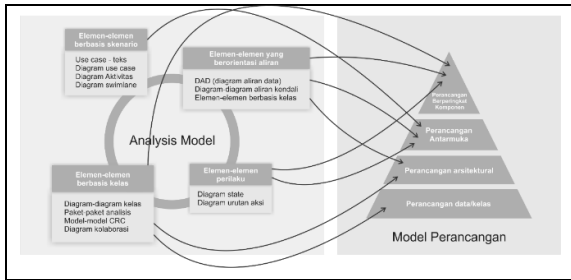 Elemen-elemen
berbasis skenario
Use case - teks
Diagram use case
Diagram Aktivitas
Diagram swimlane
Elemen-elemen yang
berorientasi aliran
DAD (diagram aliran data)
Diagram-diagram aliran kendali
Elemen-elemen berbasis kelas
Analysis Model
Elemen-elemen
berbasis kelas
Diagram-diagram kelas
Paket-paket analisis
Model-model CRC
Diagram kolaborasi
Elemen-elemen
perilaku
Diagram state
Diagram urutan aksi
Perancangan
Komponen
Perancangan
Antarmuka
Perancangan arsitektural
Perancangan data/kelas
Model Perancangan